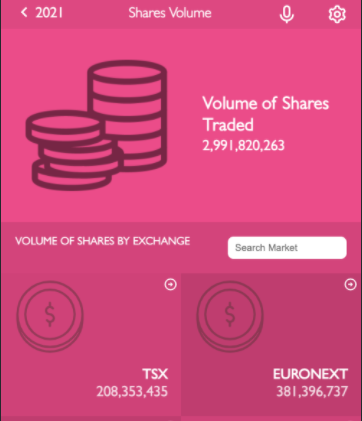 < 2021 Shares Volume
Volume of Shares
Traded
2,991,820,263
VOLUME OF SHARES BY EXCHANGE Search Market
$ $
TSX EURONEXT
208,353,435 381,396,737